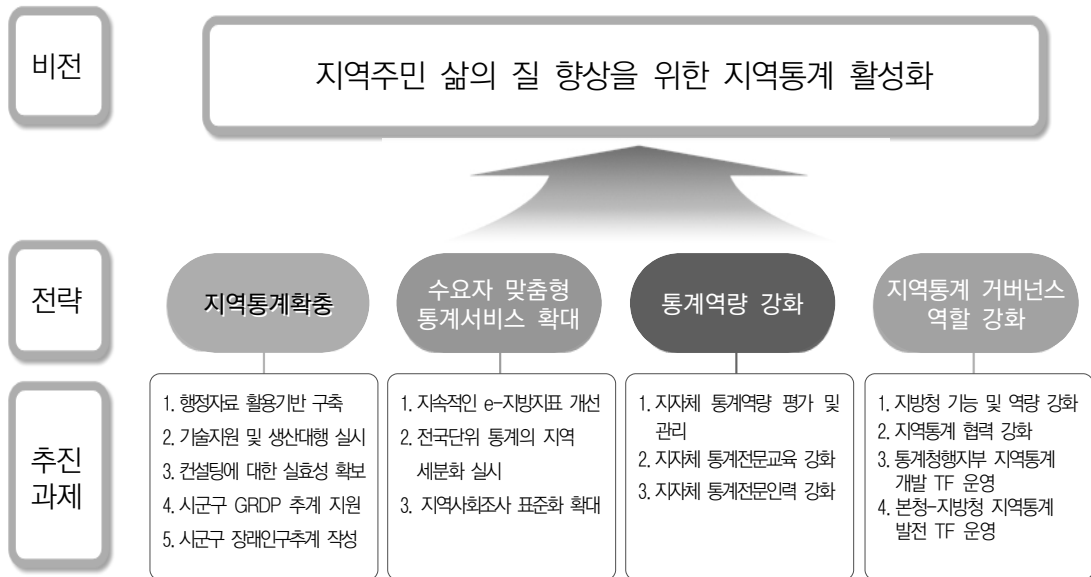 비전
지역주민 삶의 질 향상을 위한 지역통계 활성화
전략
지역통계확충
수요자 맞춤형
통계서비스 확대
통계역량 강화
지역통계 거버넌스
역할 강화
추진
과제
1. 행정자료 활용기반 구축
2. 기술지원 및 생산대행 실시
3. 컨설팅에 대한 실효성 확보
4. 시군구 GRDP 추계 지원
5. 시군구 장래인구추계 작성
1. 지속적인 e-지방지표 개선
2. 전국단위 통계의 지역
세분화 실시
3. 지역사회조사 표준화 확대
1. 지자체 통계역량 평가 및
관리
2. 지자체 통계전문교육 강화
3. 지자체 통계전문인력 강화
1. 지방청 기능 및 역량 강화
2. 지역통계 협력 강화
3. 통계청행지부 지역통계
개발 TF 운영
4. 본청-지방청 지역통계
발전 TF 운영